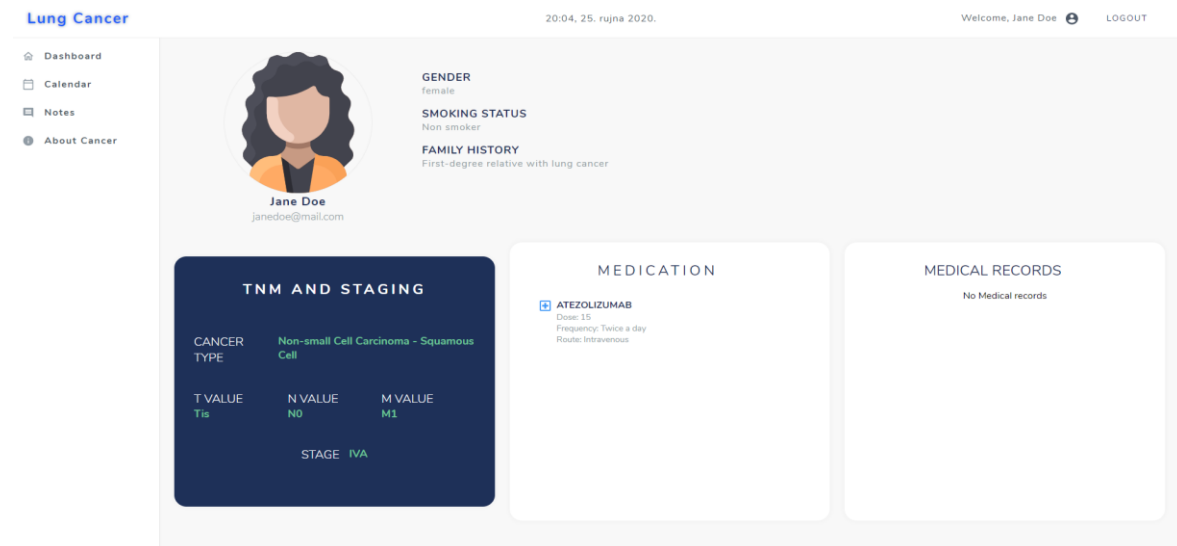 Lung Cancer
20:04, 25. rujna 2020.
Welcome, Jane Doe
LOGOUT
Dashboard
Calendar
Notes
About Cancer
GENDER
female
SMOKING STATUS
Non smoker
FAMILY HISTORY
First-degree relative with lung cancer
Jane Doe
janedoe@mail.com
TNM AND STAGING
CANCER TYPE
Non-small Cell Carcinoma - Squamous
Cell
T VALUE
Tis
N VALUE
N0
M VALUE
M1
STAGE IVA
MEDICATION
ATEZOLIZUMAB
Dose: 15
Frequency: Twice a day
Route: Intravenous
MEDICAL RECORDS
No Medical records